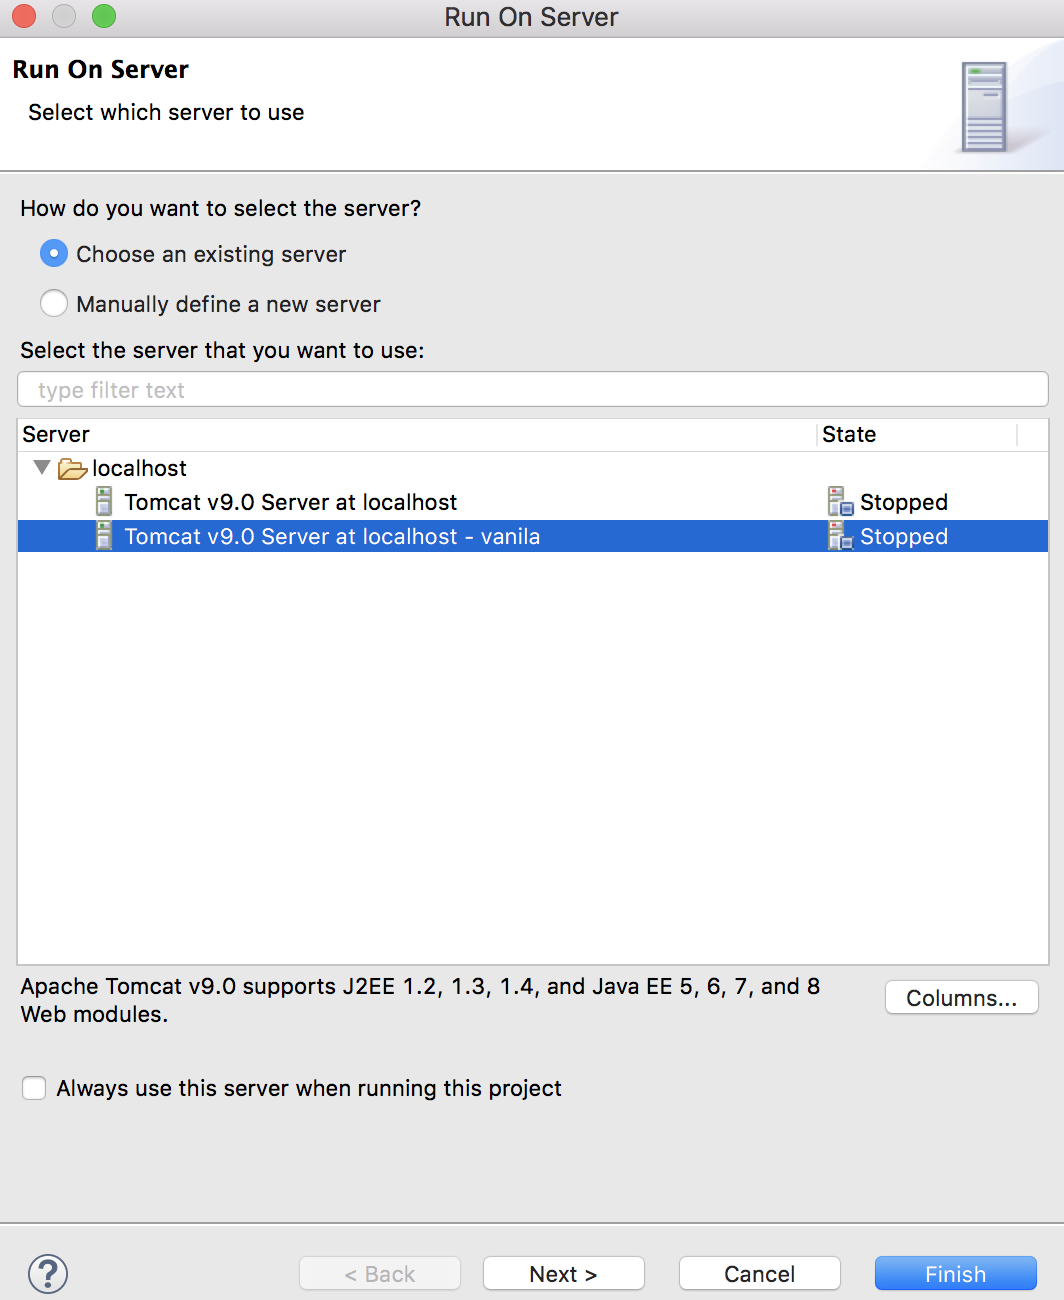 Run On Server
Run On Server
Select which server to use
How do you want to select the server?
Choose an existing server
Manually define a new server
Select the server that you want to use:
type filter text
Server State
localhost
Tomcat v9.0 Server at localhost Stopped
Tomcat v9.0 Server at localhost - vanila Stopped
Apache Tomcat v9.0 supports J2EE 1.2, 1.3, 1.4, and Java EE 5, 6, 7, and 8
Web modules.
Columns...
Always use this server when running this project
? < Back Next > Cancel Finish